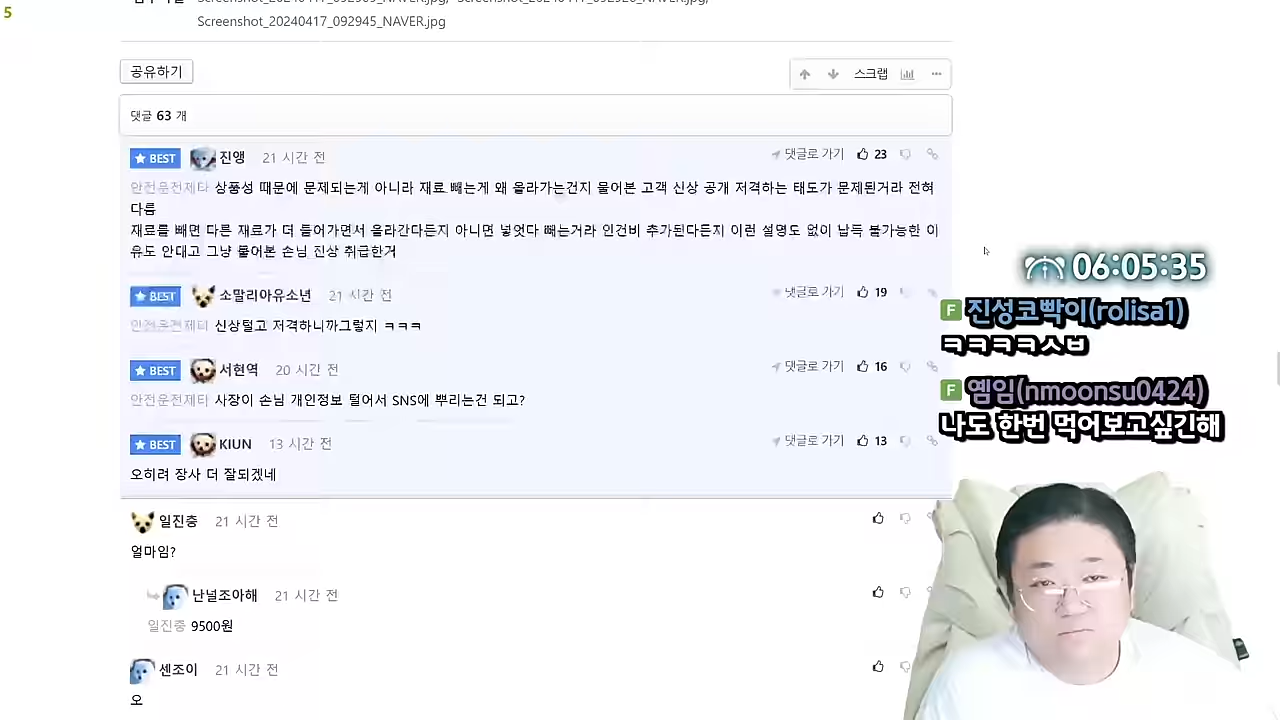 5
Screenshot_20240417_092945_NAVER.jpg
공유하기
스크랩
댓글 63 개
★ BEST 진앵 21 시간 전 댓글로 가기 23
안전운전제타 상품성 때문에 문제되는게 아니라 재료 빼는게 왜 올라가는건지 물어본 고객 신상 공개 저격하는 태도가 문제된거라 전혀
다름
재료를 빼면 다른 재료가 더 들어가면서 올라간다든지 아니면 넣엇다 빼는거라 인건비 추가된다든지 이런 설명도 없이 납득 불가능한 이
유도 안대고 그냥 물어본 손님 진상 취급한거
★ BEST 소말리아유소년 21 시간 전 댓글로 가기 19
안전운전제타 신상털고 저격하니까그렇지 ㅋㅋㅋ
★ BEST 서현역 20 시간 전 댓글로 가기 16
안전운전제타 사장이 손님 개인정보 털어서 SNS에 뿌리는건 되고?
★ BEST KIUN 13 시간 전 댓글로 가기 13
오히려 장사 더 잘되겠네
일진충 21 시간 전
얼마임?
난널조아해 21 시간 전
일진충 9500원
센조이 21 시간 전
오
06:05:35
F 진성코빡이(rolisa1)
ㅋㅋㅋㅋㅅㅂ
F 옘임(nmoonsu0424)
나도 한번 먹어보고싶긴해